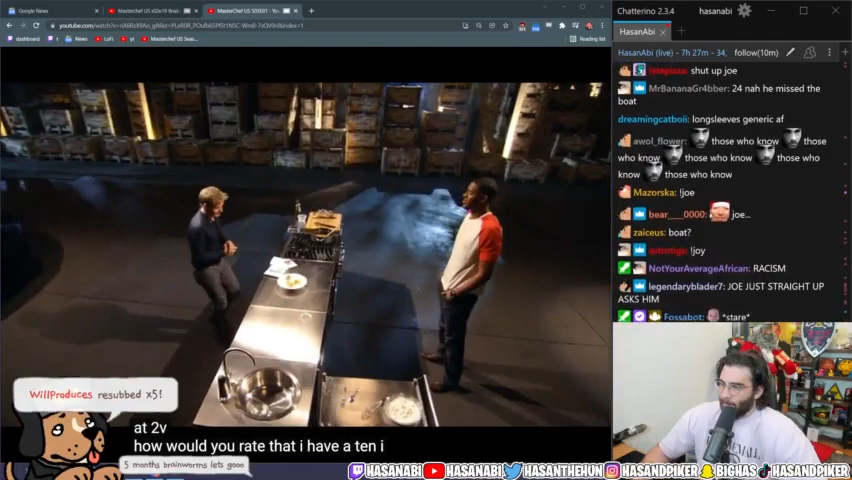 Google News
Masterchef s02e19
MasterChef US S03E01 - Yo
youtube.com/watch?v=
&index=1
dashboard
News
LoFi
yt
Masterchef US Seas...
Reading list
Chatterino 2.3.4
hasanabi
HasanAbi
HasanAbi (live) - 7h 27m - 34,
follow(10m)
shut up joe
MrBananaGr4bber: 24 nah he missed the
boat
dreamingcatboii: longsleeves generic af
awol_flower: those who know those
who know those who know those who
know those who know
Mazorska: !joe
bear___0000: joe...
zaiceus: boat?
!joy
NotYourAverageAfrican: RACISM
legendaryblader7: JOE JUST STRAIGHT UP
ASKS HIM
Fossabot: *stare*
WillProduces resubbed x5!
at 2v
how would you rate that i have a ten i
5 months brainworms lets gooo
HASANABI HASANABI HASANTHEHUN HASANDPIKER BIGHAS HASANDPIKER